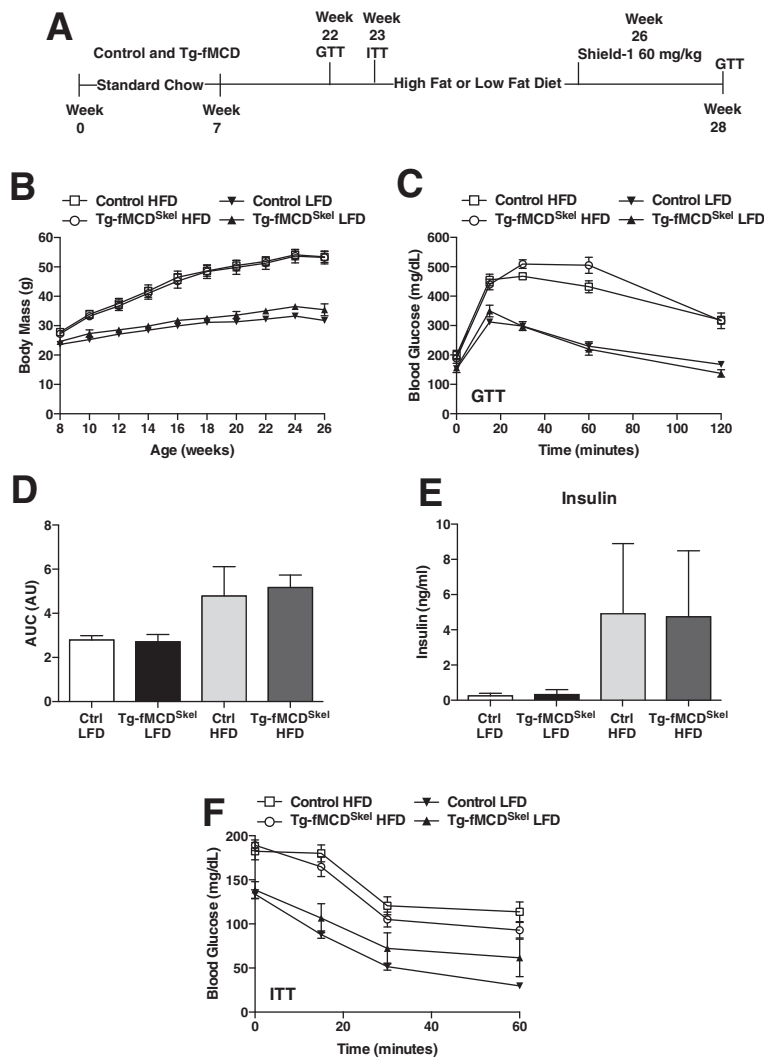 A
Control and Tg-fMCD
Week
22
GTT
Week
23
ITT
Week
26
Shield-1 60 mg/kg
GTT
Standard Chow
High Fat or Low Fat Diet
Week
0
Week
7
Week
28
B
Control HFD
Control LFD
Tg-fMCDSkel HFD
Tg-fMCDSkel LFD
Body Mass (g)
60
50
40
30
20
10
0
8 10 12 14 16 18 20 22 24 26
Age (weeks)
C
Control HFD
Control LFD
Tg-fMCDSkel HFD
Tg-fMCDSkel LFD
Blood Glucose (mg/dL)
600
500
400
300
200
100
0
GTT
0 20 40 60 80 100 120
Time (minutes)
D
AUC (AU)
8
6
4
2
0
Ctrl
LFD
Tg-fMCDSkel
LFD
Ctrl
HFD
Tg-fMCDSkel
HFD
E
Insulin
Insulin (ng/ml)
10
8
6
4
2
0
Ctrl
LFD
Tg-fMCDSkel
LFD
Ctrl
HFD
Tg-fMCDSkel
HFD
F
Control HFD
Control LFD
Tg-fMCDSkel HFD
Tg-fMCDSkel LFD
Blood Glucose (mg/dL)
200
150
100
50
0
ITT
0 20 40 60
Time (minutes)